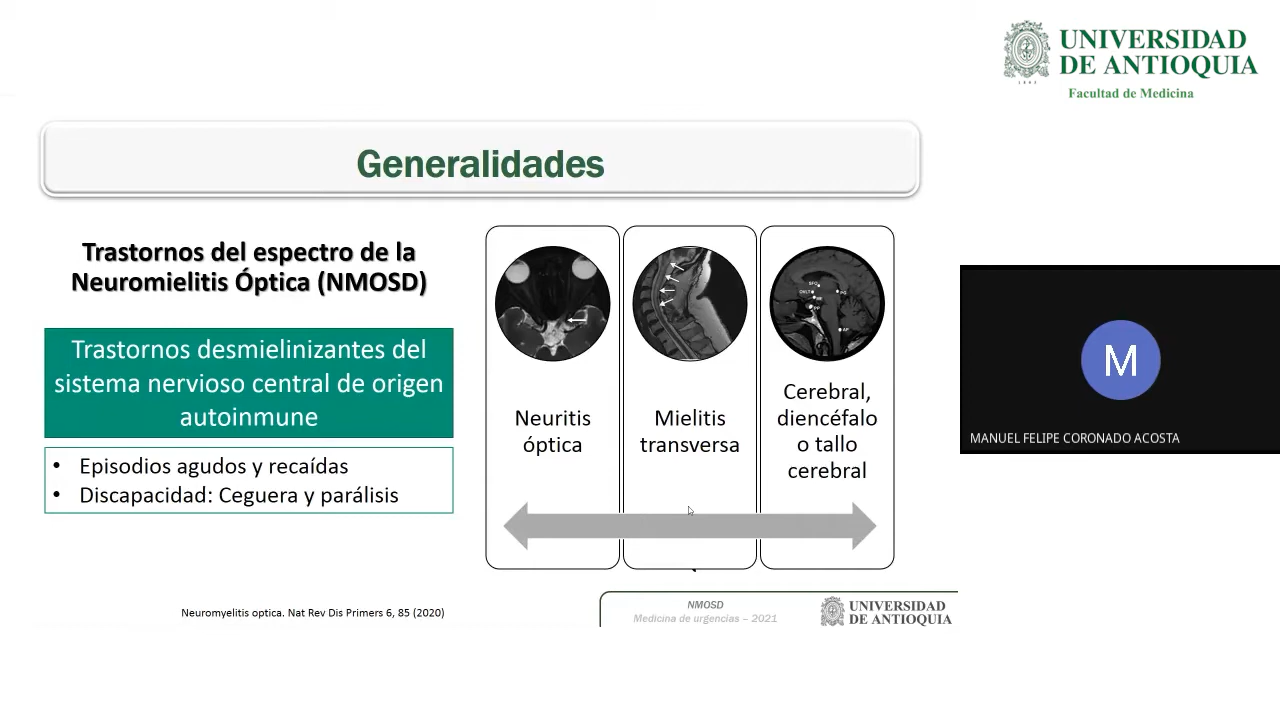 UNIVERSIDAD
DE ANTIOQUIA
Facultad de Medicina
Generalidades
Trastornos del espectro de la
Neuromielitis Óptica (NMOSD)
Trastornos desmielinizantes del
sistema nervioso central de origen
autoinmune
• Episodios agudos y recaídas
• Discapacidad: Ceguera y parálisis
Neuritis
óptica
Mielitis
transversa
Cerebral,
diencéfalo
o tallo
cerebral
M
MANUEL FELIPE CORONADO ACOSTA
Neuromyelitis optica. Nat Rev Dis Primers 6, 85 (2020)
NMOSD
Medicina de urgencias – 2021
UNIVERSIDAD
DE ANTIOQUIA